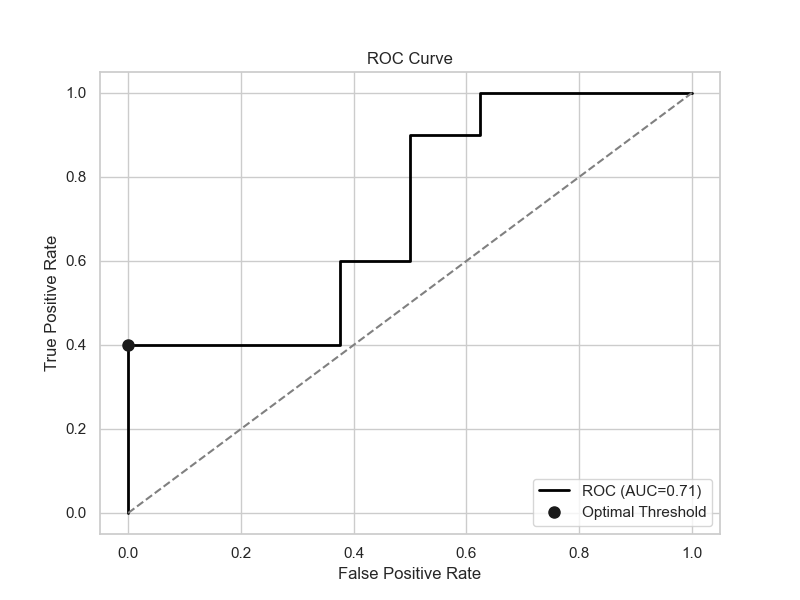 ROC Curve
True Positive Rate
1.0
0.8
0.6
0.4
0.2
0.0
0.0 0.2 0.4 0.6 0.8 1.0
False Positive Rate
ROC (AUC=0.71)
Optimal Threshold